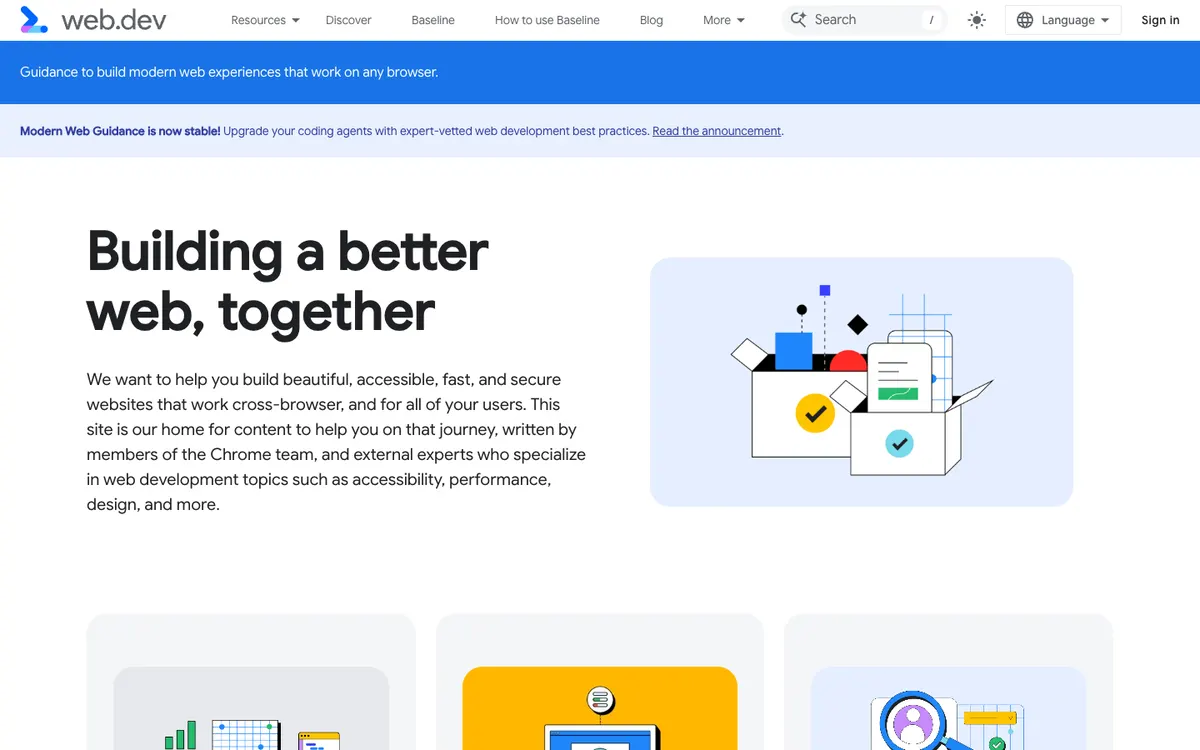 web.dev
Resources
Discover
Baseline
How to use Baseline
Blog
More
Search
/
Language
Sign in
Guidance to build modern web experiences that work on any browser.
Modern Web Guidance is now stable! Upgrade your coding agents with expert-vetted web development best practices. Read the announcement.
Building a better
web, together
We want to help you build beautiful, accessible, fast, and secure
websites that work cross-browser, and for all of your users. This
site is our home for content to help you on that journey, written by
members of the Chrome team, and external experts who specialize
in web development topics such as accessibility, performance,
design, and more.